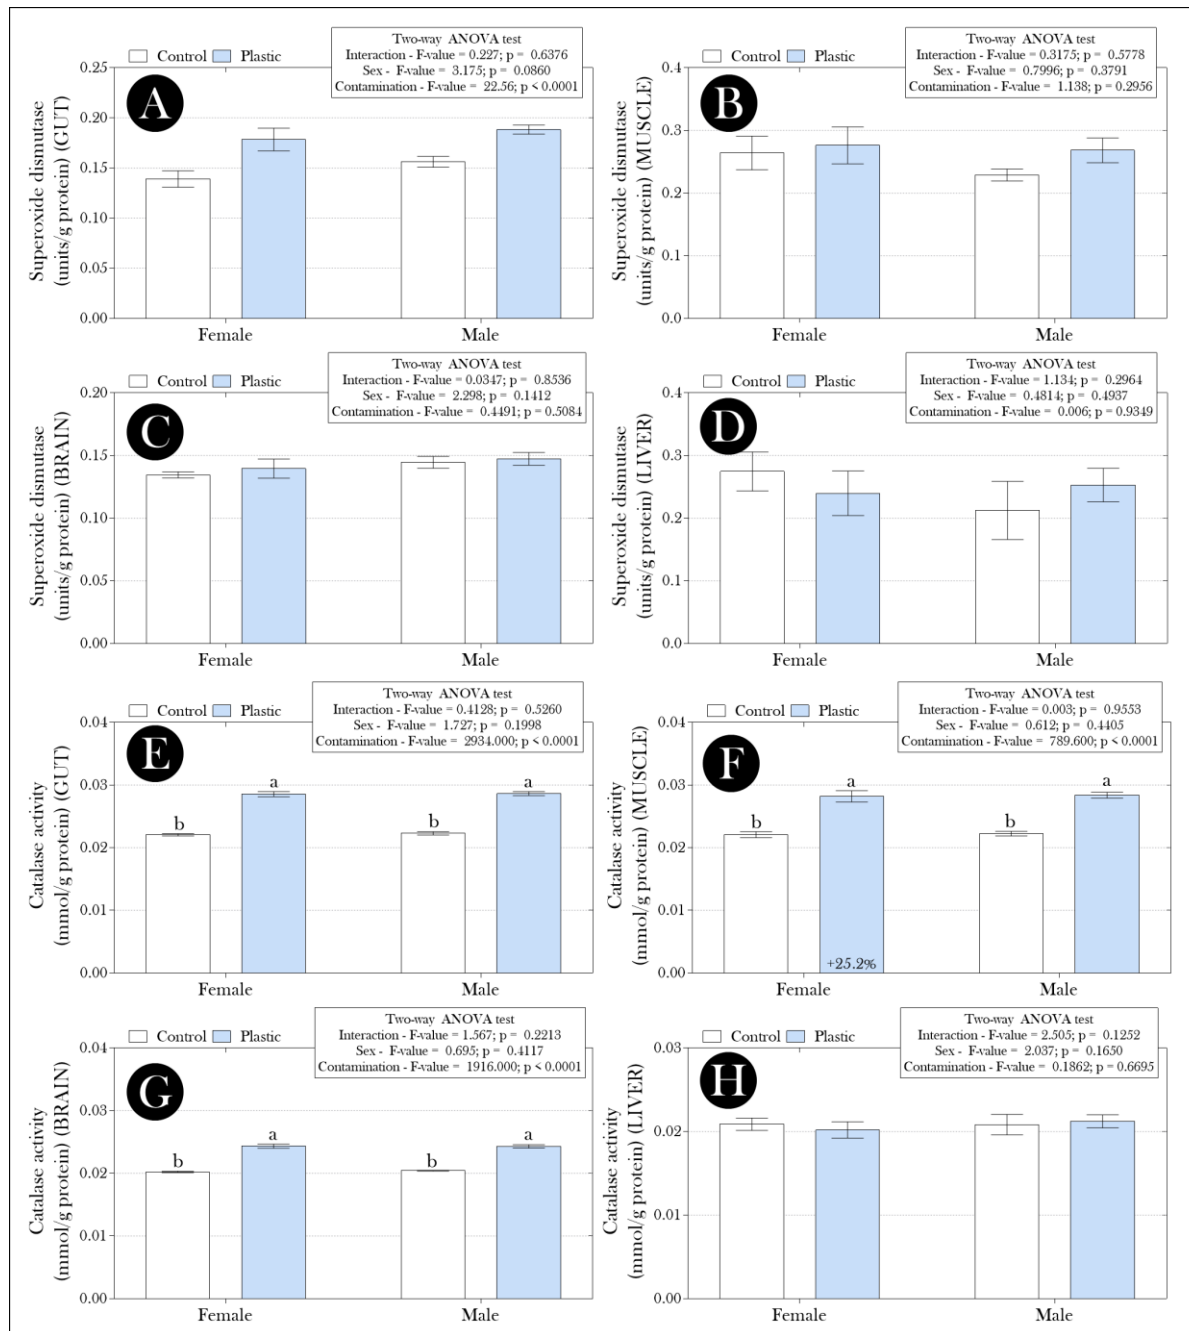 Control Plastic
Two-way ANOVA test
Interaction - F-value = 0.227; p = 0.6376
Sex - F-value = 3.175; p = 0.0860
Contamination - F-value = 22.56; p < 0.0001
A
Superoxide dismutase
(units/g protein) (GUT)
0.25
0.20
0.15
0.10
0.05
0.00
Female Male
Control Plastic
Two-way ANOVA test
Interaction - F-value = 0.3175; p = 0.5778
Sex - F-value = 0.7996; p = 0.3791
Contamination - F-value = 1.138; p = 0.2956
B
Superoxide dismutase
(units/g protein) (MUSCLE)
0.4
0.3
0.2
0.1
0.0
Female Male
Control Plastic
Two-way ANOVA test
Interaction - F-value = 0.0347; p = 0.8536
Sex - F-value = 2.298; p = 0.1412
Contamination - F-value = 0.4491; p = 0.5084
C
Superoxide dismutase
(units/g protein) (BRAIN)
0.20
0.15
0.10
0.05
0.00
Female Male
Control Plastic
Two-way ANOVA test
Interaction - F-value = 1.134; p = 0.2964
Sex - F-value = 0.4814; p = 0.4937
Contamination - F-value = 0.006; p = 0.9349
D
Superoxide dismutase
(units/g protein) (LIVER)
0.4
0.3
0.2
0.1
0.0
Female Male
Control Plastic
Two-way ANOVA test
Interaction - F-value = 0.4128; p = 0.5260
Sex - F-value = 1.727; p = 0.1998
Contamination - F-value = 2934.000; p < 0.0001
E
Catalase activity
(mmol/g protein) (GUT)
0.04
0.03
0.02
0.01
0.00
b a b a
Female Male
Control Plastic
Two-way ANOVA test
Interaction - F-value = 0.003; p = 0.9553
Sex - F-value = 0.612; p = 0.4405
Contamination - F-value = 789.600; p < 0.0001
F
Catalase activity
(mmol/g protein) (MUSCLE)
0.04
0.03
0.02
0.01
0.00
b a b a
+25.2%
Female Male
Control Plastic
Two-way ANOVA test
Interaction - F-value = 1.567; p = 0.2213
Sex - F-value = 0.695; p = 0.4117
Contamination - F-value = 1916.000; p < 0.0001
G
Catalase activity
(mmol/g protein) (BRAIN)
0.04
0.03
0.02
0.01
0.00
b a b a
Female Male
Control Plastic
Two-way ANOVA test
Interaction - F-value = 2.505; p = 0.1252
Sex - F-value = 2.037; p = 0.1650
Contamination - F-value = 0.1862; p = 0.6695
H
Catalase activity
(mmol/g protein) (LIVER)
0.03
0.02
0.01
0.00
Female Male